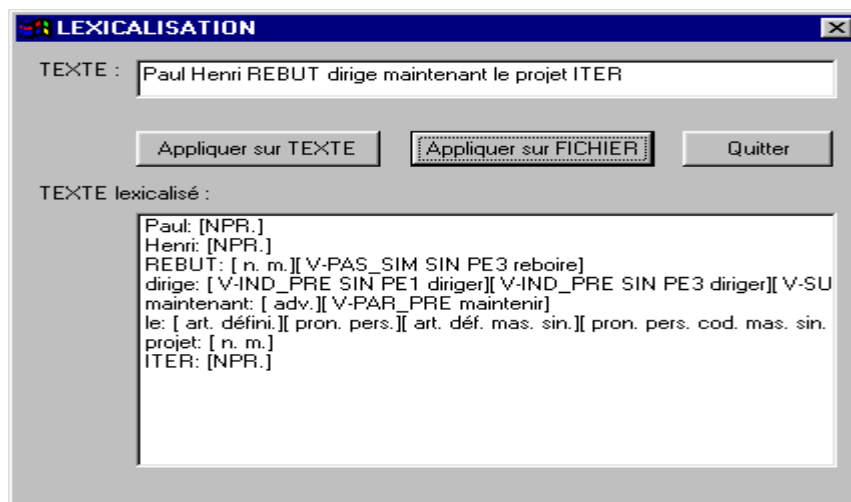 LEXICALISATION
TEXTE : Paul Henri REBUT dirige maintenant le projet ITER
Appliquer sur TEXTE Appliquer sur FICHIER Quitter
TEXTE lexicalisé :
Paul: [NPR.]
Henri: [NPR.]
REBUT: [ n. m.][ V-PAS_SIM SIN PE3 reboire]
dirige: [ V-IND_PRE SIN PE1 diriger][ V-IND_PRE SIN PE3 diriger][ V-SU
maintenant: [ adv.][ V-PAR_PRE maintenir]
le: [ art. défini.][ pron. pers.][ art. déf. mas. sin.][ pron. pers. cod. mas. sin.
projet: [ n. m.]
ITER: [NPR.]